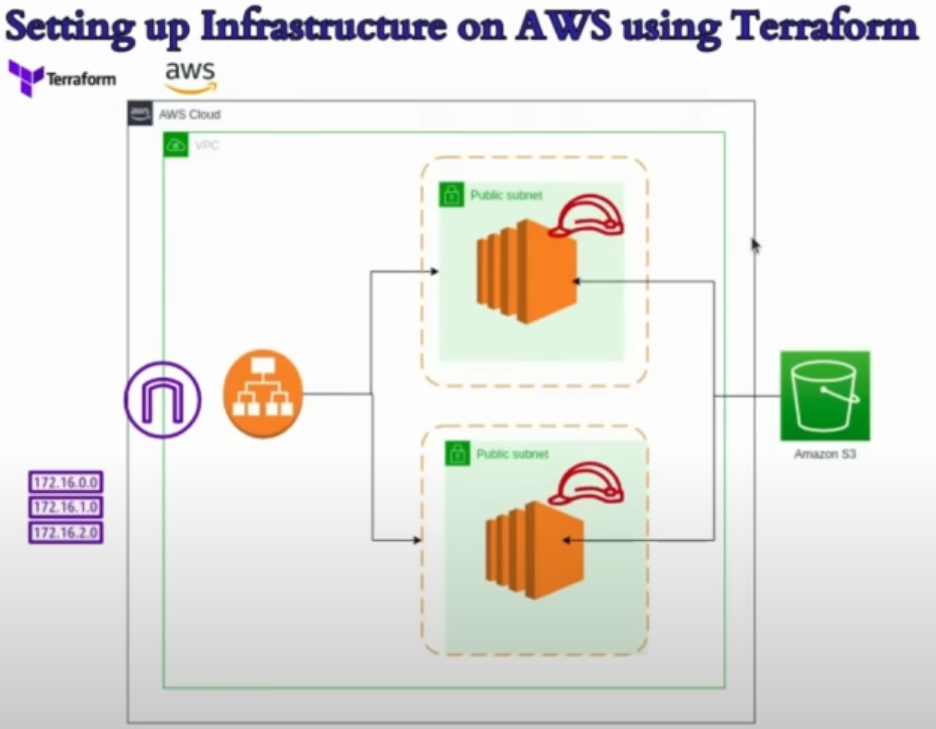 Setting up Infrastructure on AWS using Terraform
Terraform
aws
aws
AWS Cloud
VPC
Public subnet
Public subnet
Amazon S3
172.16.0.0
172.16.1.0
172.16.2.0